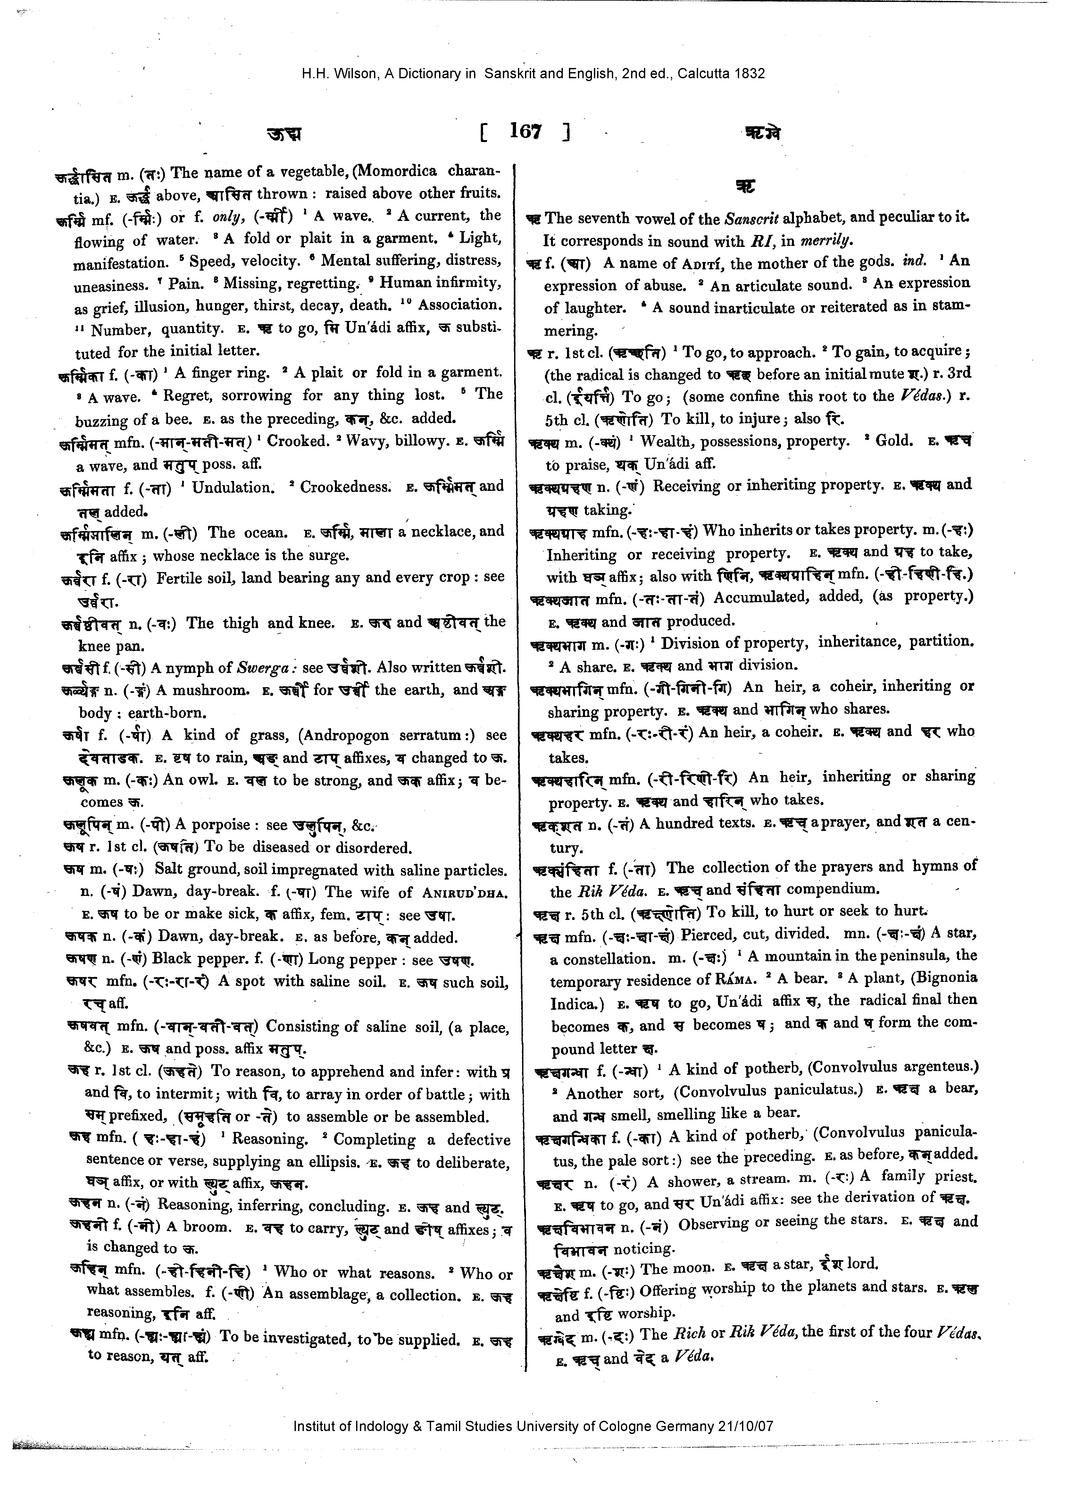 H.H. Wilson, A Dictionary in Sanskrit and English, 2nd ed., Calcutta 1832
ऊह्य [ 167 ] ऋग्वे
ऊर्द्धासित m. (तः) The name of a vegetable, (Momordica charan-
tia.) E. ऊर्द्ध above, आसित thrown : raised above other fruits.
ऊर्म्मि mf. (-र्म्मिः) or f. only, (-र्म्मी) ¹ A wave. ² A current, the
flowing of water. ³ A fold or plait in a garment. ⁴ Light,
manifestation. ⁵ Speed, velocity. ⁶ Mental suffering, distress,
uneasiness. ⁷ Pain. ⁸ Missing, regretting. ⁹ Human infirmity,
as grief, illusion, hunger, thirst, decay, death. ¹⁰ Association.
¹¹ Number, quantity. E. ऋ to go, मि Un'ádi affix, ऊ substi-
tuted for the initial letter.
ऊर्म्मिका f. (-का) ¹ A finger ring. ² A plait or fold in a garment.
³ A wave. ⁴ Regret, sorrowing for any thing lost. ⁵ The
buzzing of a bee. E. as the preceding, कन्, &c. added.
ऊर्म्मिमत् mfn. (-मान्-मती-मत्) ¹ Crooked. ² Wavy, billowy. E. ऊर्म्मि
a wave, and मतुप् poss. aff.
ऊर्म्मिमत्ता f. (-त्ता) ¹ Undulation. ² Crookedness. E. ऊर्म्मिमत् and
तल् added.
ऊर्म्मिमालिन् m. (-ली) The ocean. E. ऊर्म्मि, माला a necklace, and
इनि affix ; whose necklace is the surge.
ऊर्व्वरा f. (-रा) Fertile soil, land bearing any and every crop : see
उर्व्वरा.
ऊर्व्वष्ठीवत् n. (-वः) The thigh and knee. E. ऊरु and अष्ठीवत् the
knee pan.
ऊर्व्वसी f. (-सी) A nymph of Swerga : see उर्व्वशी. Also written ऊर्व्वशी.
ऊर्व्व्यङ्ग n. (-ङ्गं) A mushroom. E. ऊर्व्वी for उर्व्वी the earth, and अङ्ग
body : earth-born.
ऊर्षा f. (-र्षा) A kind of grass, (Andropogon serratum :) see
देवताडक. E. वृष to rain, अङ् and टाप् affixes, व changed to ऊ.
ऊलूक m. (-कः) An owl. E. वल to be strong, and ऊक affix ; व be-
comes ऊ.
ऊलूपिन् m. (-पी) A porpoise : see उलुपिन्, &c.
ऊष r. 1st cl. (ऊषति) To be diseased or disordered.
ऊष m. (-षः) Salt ground, soil impregnated with saline particles.
n. (-षं) Dawn, day-break. f. (-षा) The wife of ANIRUD'DHA.
E. ऊष to be or make sick, क affix, fem. टाप् : see उषा.
ऊषक n. (-कं) Dawn, day-break. E. as before, कन् added.
ऊषण n. (-णं) Black pepper. f. (-णा) Long pepper : see उषण.
ऊषर mfn. (-रः-रा-रं) A spot with saline soil. E. ऊष such soil,
रच् aff.
ऊषवत् mfn. (-वान्-वती-वत्) Consisting of saline soil, (a place,
&c.) E. ऊष and poss. affix मतुप्.
ऊह r. 1st cl. (ऊहते) To reason, to apprehend and infer : with प्र
and वि, to intermit ; with वि, to array in order of battle ; with
सम् prefixed, (समूहति or -ते) to assemble or be assembled.
ऊह mfn. (हः-हा-हं) ¹ Reasoning. ² Completing a defective
sentence or verse, supplying an ellipsis. E. ऊह to deliberate,
घञ् affix, or with ल्युट् affix, ऊहन.
ऊहन n. (-नं) Reasoning, inferring, concluding. E. ऊह and ल्युट्.
ऊहनी f. (-नी) A broom. E. वह to carry, ल्युट् and ङीष् affixes ; व
is changed to ऊ.
ऊहिन् mfn. (-ही-हिनी-हि) ¹ Who or what reasons. ² Who or
what assembles. f. (-णी) An assemblage, a collection. E. ऊह
reasoning, इनि aff.
ऊह्य mfn. (-ह्यः-ह्या-ह्यं) To be investigated, to be supplied. E. ऊह
to reason, यत् aff.
ऋ
ऋ The seventh vowel of the Sanscrit alphabet, and peculiar to it.
It corresponds in sound with RI, in merrily.
ऋ f. (आ) A name of ADITÍ, the mother of the gods. ind. ¹ An
expression of abuse. ² An articulate sound. ³ An expression
of laughter. ⁴ A sound inarticulate or reiterated as in stam-
mering.
ऋ r. 1st cl. (ऋच्छति) ¹ To go, to approach. ² To gain, to acquire ;
(the radical is changed to ऋछ् before an initial mute श्.) r. 3rd
cl. (इयर्त्ति) To go ; (some confine this root to the Védas.) r.
5th cl. (ऋणोति) To kill, to injure ; also रि.
ऋक्थ m. (-क्थं) ¹ Wealth, possessions, property. ² Gold. E. ऋच
to praise, थक् Un'ádi aff.
ऋक्थग्रहण n. (-णं) Receiving or inheriting property. E. ऋक्थ and
ग्रहण taking.
ऋक्थग्राह mfn. (-हः-हा-हं) Who inherits or takes property. m. (-हः)
Inheriting or receiving property. E. ऋक्थ and ग्रह to take,
with घञ् affix ; also with णिनि, ऋक्थग्राहिन् mfn. (-ही-हिणी-हि.)
ऋक्थजात mfn. (-तः-ता-तं) Accumulated, added, (as property.)
E. ऋक्थ and जात produced.
ऋक्थभाग m. (-गः) ¹ Division of property, inheritance, partition.
² A share. E. ऋक्थ and भाग division.
ऋक्थभागिन् mfn. (-गी-गिनी-गि) An heir, a coheir, inheriting or
sharing property. E. ऋक्थ and भागिन् who shares.
ऋक्थहर mfn. (-रः-री-रं) An heir, a coheir. E. ऋक्थ and हर who
takes.
ऋक्थहारिन् mfn. (-री-रिणी-रि) An heir, inheriting or sharing
property. E. ऋक्थ and हारिन् who takes.
ऋक्शत n. (-तं) A hundred texts. E. ऋच् a prayer, and शत a cen-
tury.
ऋक्संहिता f. (-ता) The collection of the prayers and hymns of
the Rik Véda. E. ऋच् and संहिता compendium.
ऋक्ष r. 5th cl. (ऋक्ष्णोति) To kill, to hurt or seek to hurt.
ऋक्ष mfn. (-क्षः-क्षा-क्षं) Pierced, cut, divided. mn. (-क्षः-क्षं) A star,
a constellation. m. (-क्षः) ¹ A mountain in the peninsula, the
temporary residence of RÁMA. ² A bear. ³ A plant, (Bignonia
Indica.) E. ऋष to go, Un'ádi affix स, the radical final then
becomes क, and स becomes ष ; and क and ष form the com-
pound letter क्ष.
ऋक्षगन्धा f. (-न्धा) ¹ A kind of potherb, (Convolvulus argenteus.)
² Another sort, (Convolvulus paniculatus.) E. ऋक्ष a bear,
and गन्ध smell, smelling like a bear.
ऋक्षगन्धिका f. (-का) A kind of potherb, (Convolvulus panicula-
tus, the pale sort :) see the preceding. E. as before, कन् added.
ऋक्षर n. (-रं) A shower, a stream. m. (-रः) A family priest.
E. ऋष to go, and सर Un'ádi affix : see the derivation of ऋक्ष.
ऋक्षविभावन n. (-नं) Observing or seeing the stars. E. ऋक्ष and
विभावन noticing.
ऋक्षेश m. (-शः) The moon. E. ऋक्ष a star, ईश lord.
ऋक्षेष्टि f. (-ष्टिः) Offering worship to the planets and stars. E. ऋक्ष
and इष्टि worship.
ऋग्वेद m. (-दः) The Rich or Rik Véda, the first of the four Védas.
E. ऋच् and वेद a Véda.
Institut of Indology & Tamil Studies University of Cologne Germany 21/10/07